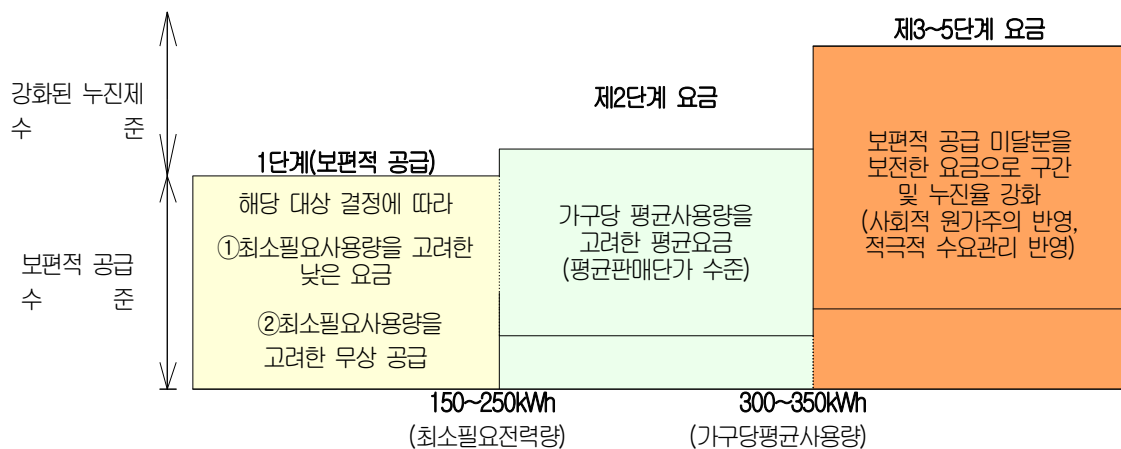 제3~5단계 요금
강화된 누진제
수 준
제2단계 요금
1단계(보편적 공급)
해당 대상 결정에 따라
①최소필요사용량을 고려한
낮은 요금
②최소필요사용량을
고려한 무상 공급
보편적 공급
수 준
가구당 평균사용량을
고려한 평균요금
(평균판매단가 수준)
보편적 공급 미달분을
보전한 요금으로 구간
및 누진율 강화
(사회적 원가주의 반영,
적극적 수요관리 반영)
150~250kWh
(최소필요전력량)
300~350kWh
(가구당평균사용량)